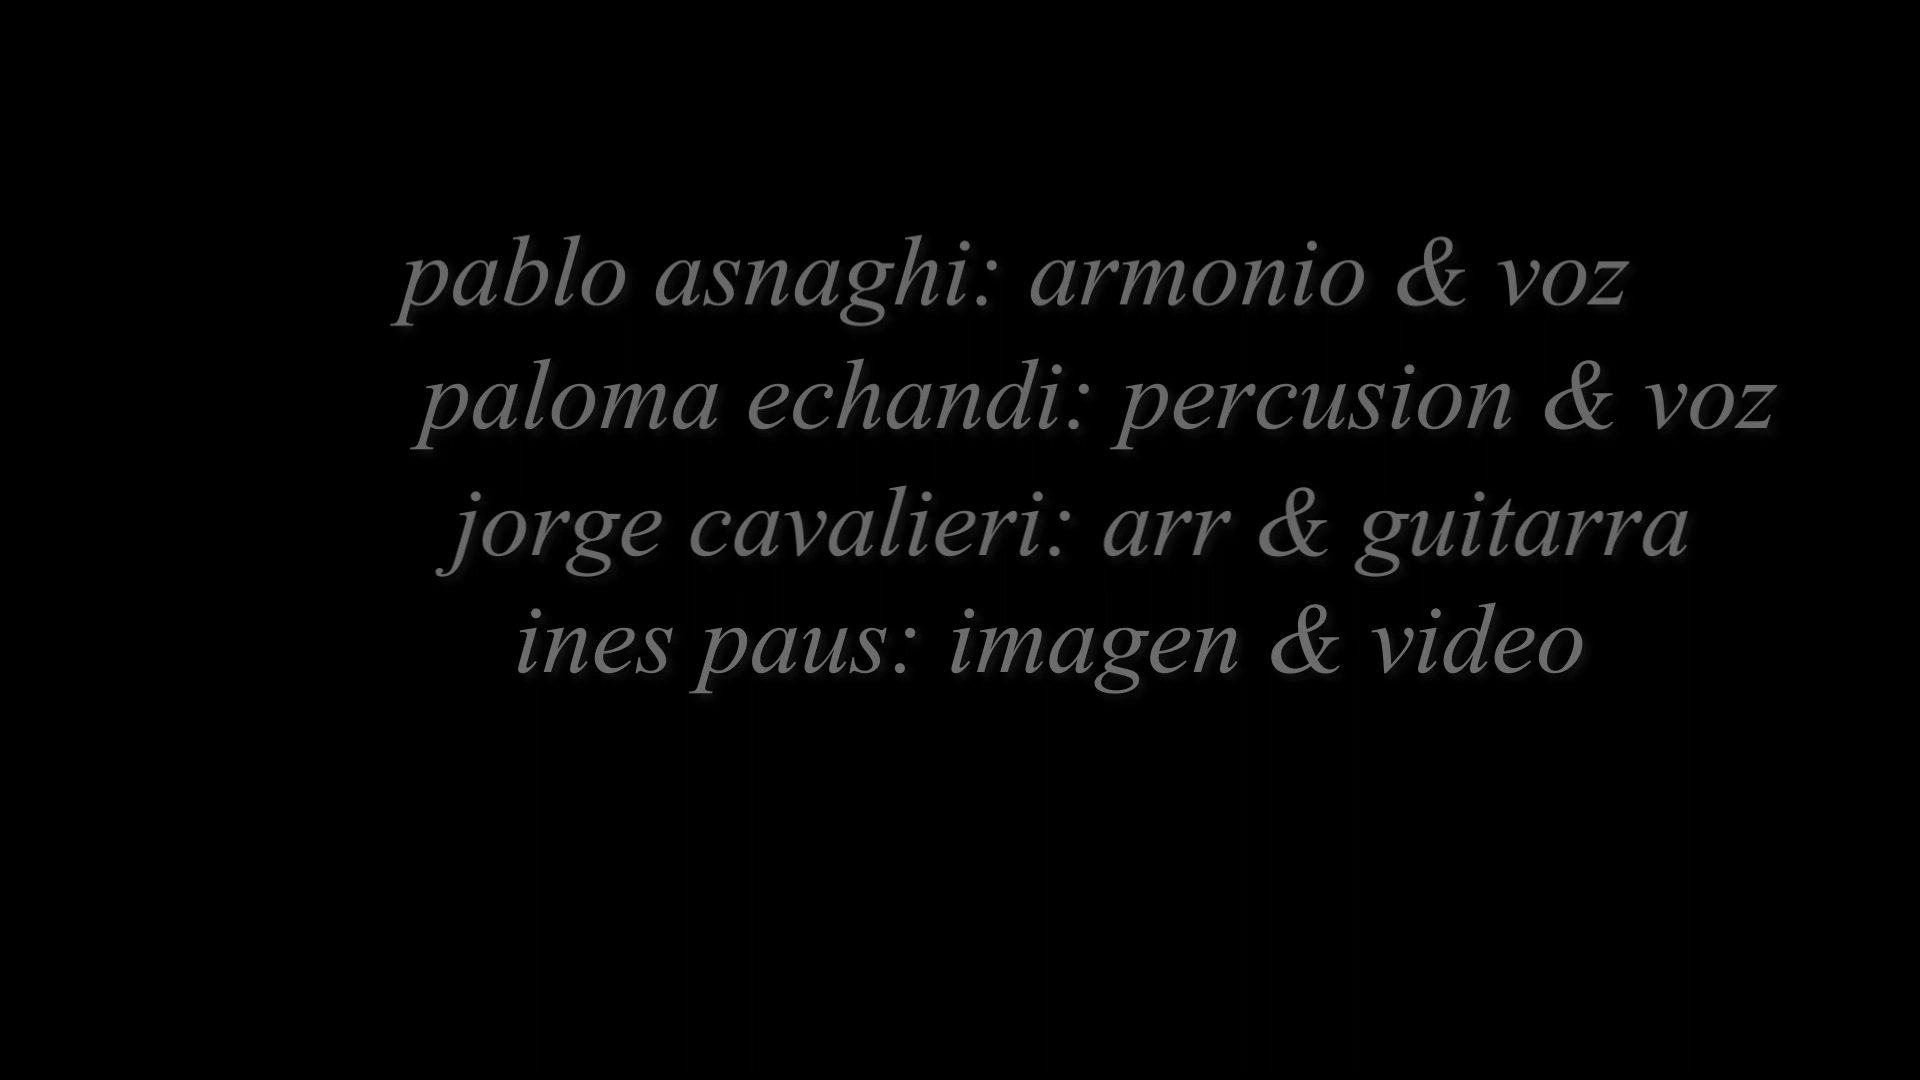 pablo asnaghi: armonio & voz
paloma echandi: percusion & voz
jorge cavalieri: arr & guitarra
ines paus: imagen & video